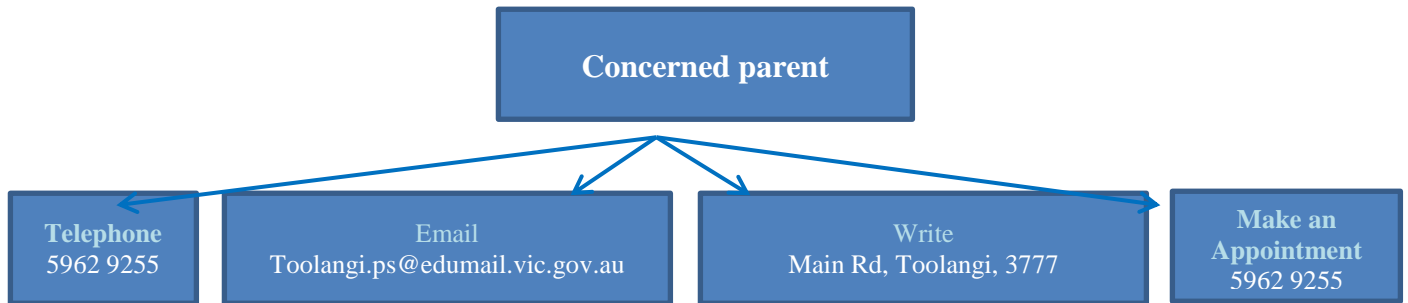 Concerned parent
Telephone
5962 9255
Email
Toolangi.ps@edumail.vic.gov.au
Write
Main Rd, Toolangi, 3777
Make an
Appointment
5962 9255